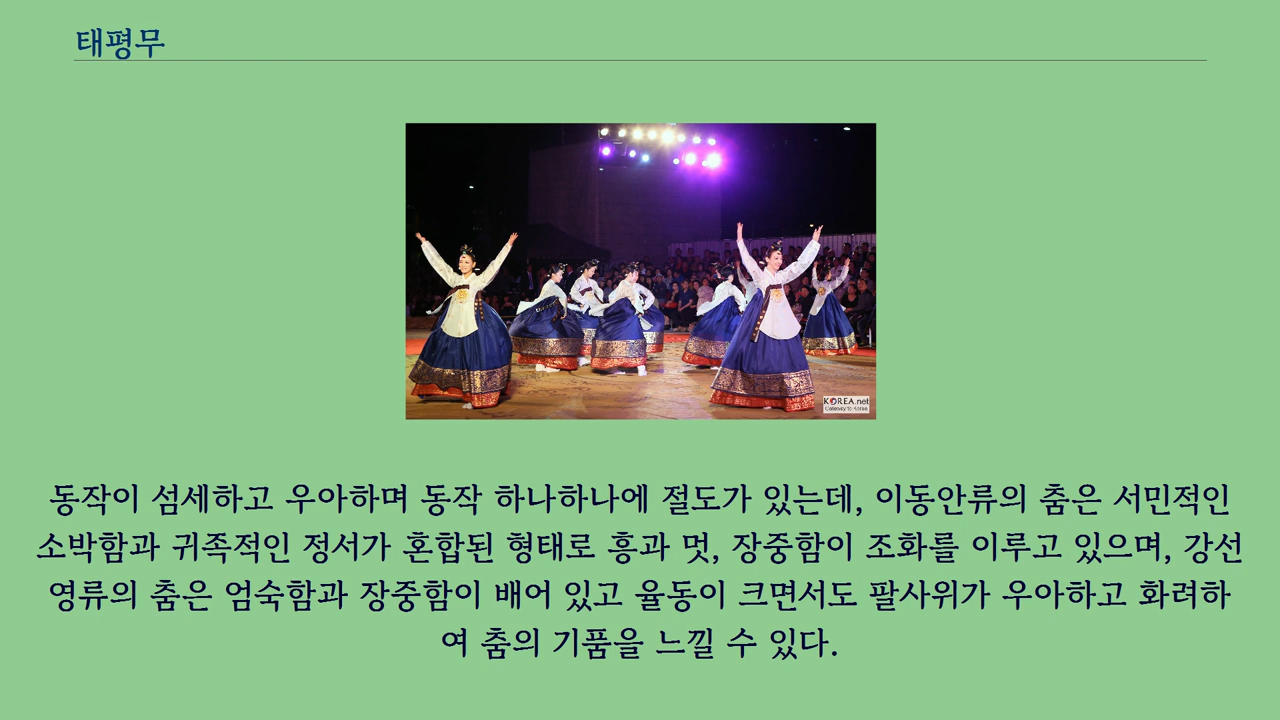 태평무
KOREA.net
Gateway to Korea
동작이 섬세하고 우아하며 동작 하나하나에 절도가 있는데, 이동안류의 춤은 서민적인
소박함과 귀족적인 정서가 혼합된 형태로 흥과 멋, 장중함이 조화를 이루고 있으며, 강선
영류의 춤은 엄숙함과 장중함이 배어 있고 율동이 크면서도 팔사위가 우아하고 화려하
여 춤의 기품을 느낄 수 있다.